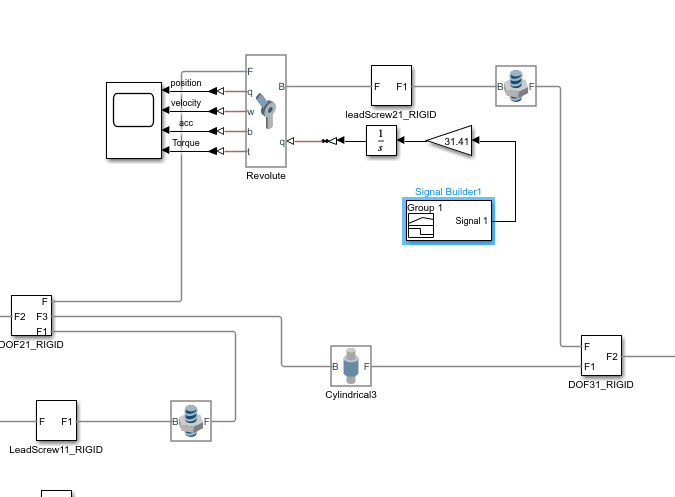 position
velocity
acc
Torque
F
q
w
b
t
B
q
Revolute
F F1
leadScrew21_RIGID
B F
1
s
31.41
Signal Builder1
Group 1
Signal 1
F
F2 F3
F1
DOF21_RIGID
B F
Cylindrical3
F
F1
F2
DOF31_RIGID
F F1
LeadScrew11_RIGID
B F